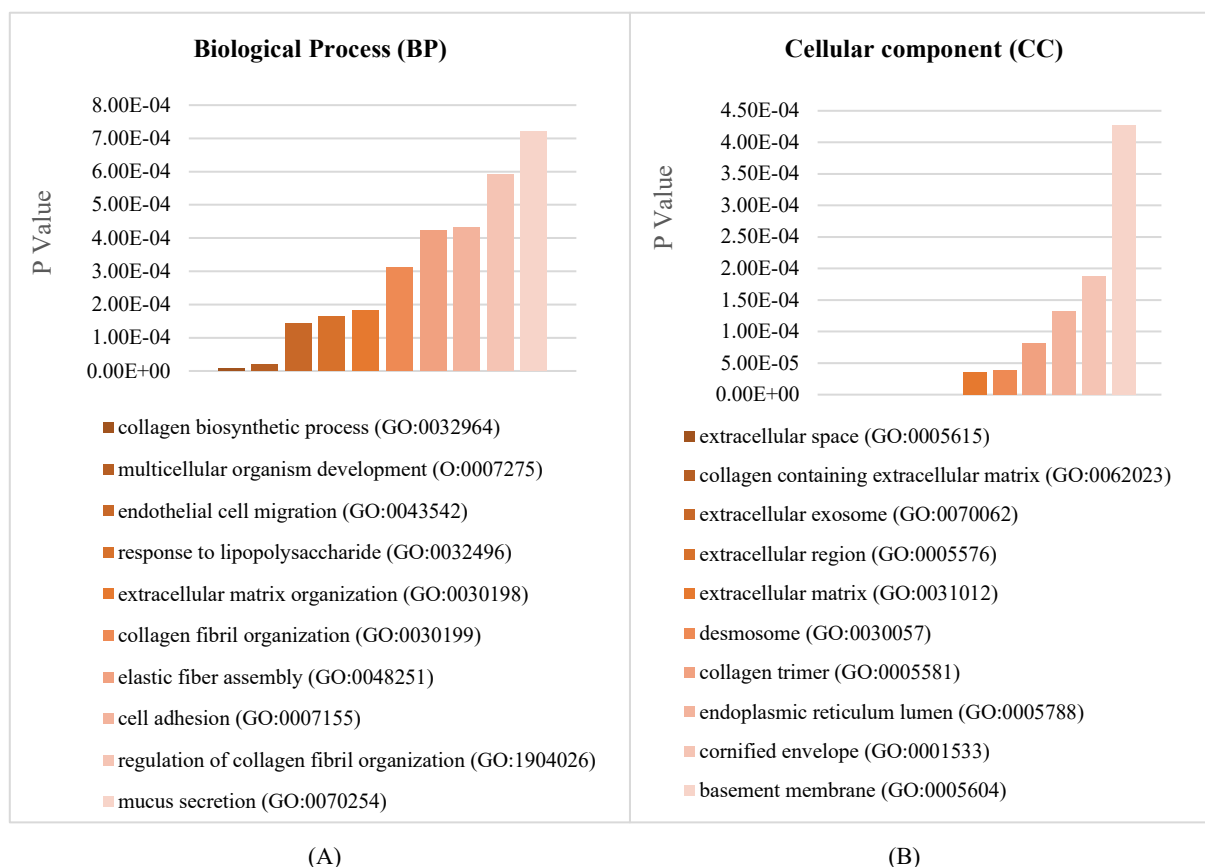 Biological Process (BP)
P Value
8.00E-04
7.00E-04
6.00E-04
5.00E-04
4.00E-04
3.00E-04
2.00E-04
1.00E-04
0.00E+00
collagen biosynthetic process (GO:0032964)
multicellular organism development (O:0007275)
endothelial cell migration (GO:0043542)
response to lipopolysaccharide (GO:0032496)
extracellular matrix organization (GO:0030198)
collagen fibril organization (GO:0030199)
elastic fiber assembly (GO:0048251)
cell adhesion (GO:0007155)
regulation of collagen fibril organization (GO:1904026)
mucus secretion (GO:0070254)
(A)
Cellular component (CC)
P Value
4.50E-04
4.00E-04
3.50E-04
3.00E-04
2.50E-04
2.00E-04
1.50E-04
1.00E-04
5.00E-05
0.00E+00
extracellular space (GO:0005615)
collagen containing extracellular matrix (GO:0062023)
extracellular exosome (GO:0070062)
extracellular region (GO:0005576)
extracellular matrix (GO:0031012)
desmosome (GO:0030057)
collagen trimer (GO:0005581)
endoplasmic reticulum lumen (GO:0005788)
cornified envelope (GO:0001533)
basement membrane (GO:0005604)
(B)